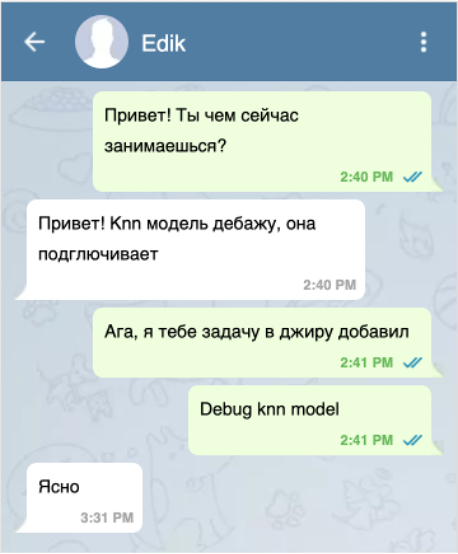 Edik
Привет! Ты чем сейчас
занимаешься?
2:40 PM
Привет! Knn модель дебажу, она
подглючивает
2:40 PM
Ага, я тебе задачу в джиру добавил
2:41 PM
Debug knn model
2:41 PM
Ясно
3:31 PM